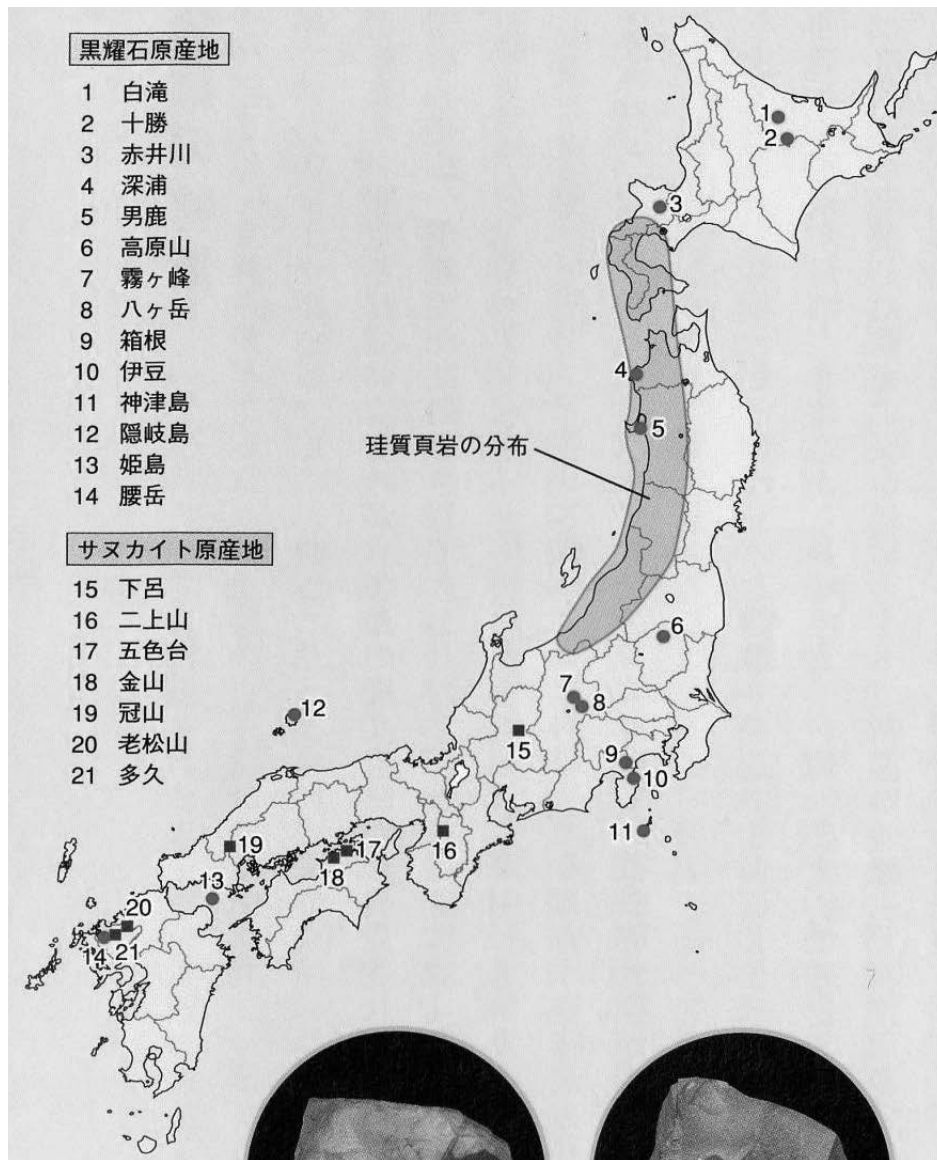 黒耀石原産地
1 白滝
2 十勝
3 赤井川
4 深浦
5 男鹿
6 高原山
7 霧ヶ峰
8 八ヶ岳
9 箱根
10 伊豆
11 神津島
12 隠岐島
13 姫島
14 腰岳
サヌカイト原産地
15 下呂
16 二上山
17 五色台
18 金山
19 冠山
20 老松山
21 多久
珪質頁岩の分布
1
2
3
4
5
6
7
8
9
10
11
12
13
14
15
16
17
18
19
20
21